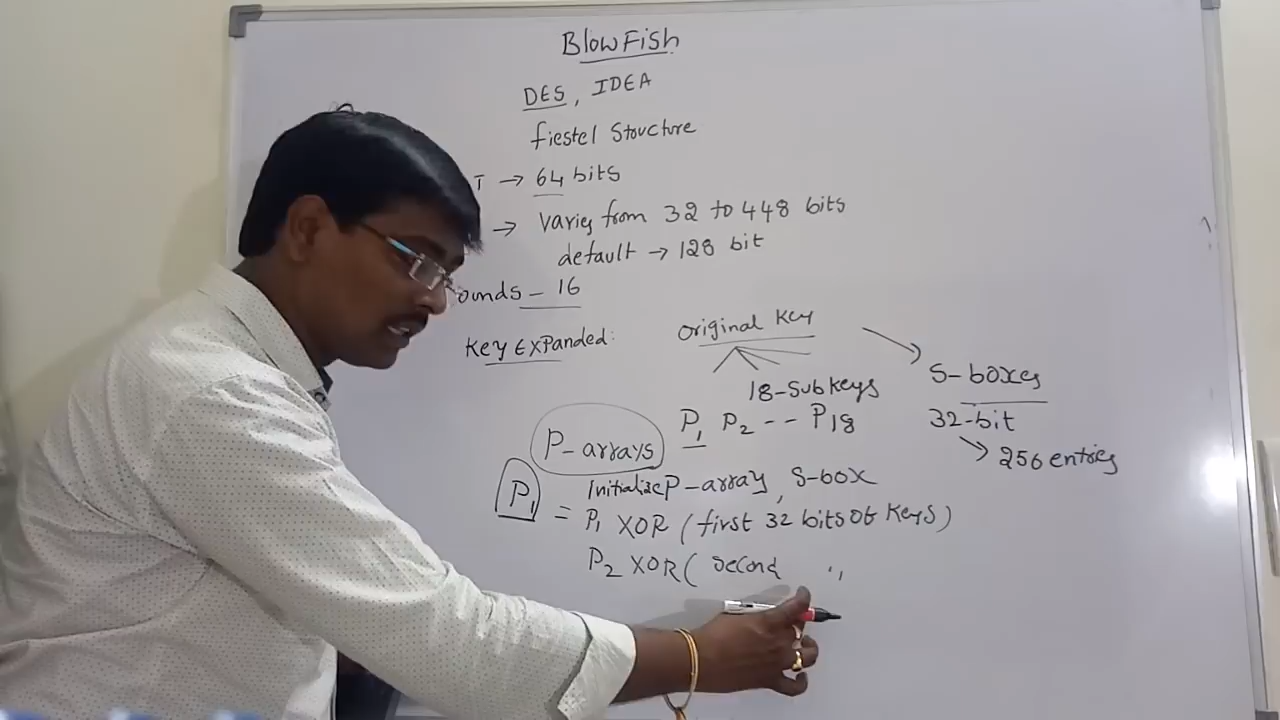 BlowFish
DES, IDEA
fiestel Structure
T → 64 bits
→ Varies from 32 to 448 bits
default → 128 bit
ounds - 16
Key EXPanded:
Original Key
18-Subkeys
P1 P2 -- P18
S-boxes
32-bit
→ 256 entries
P-arrays
Initialize P-array, S-box
P1 = P1 XOR (first 32 bits Of Keys)
P2 XOR ( Second "